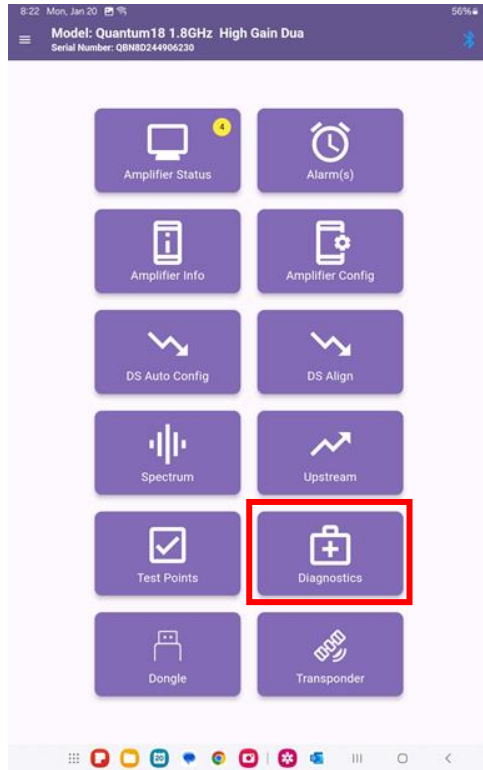 8:22 Mon, Jan 20
56%
Model: Quantum18 1.8GHz High Gain Dua
Serial Number: QBN8D244906230
4
Amplifier Status
Alarm(s)
Amplifier Info
Amplifier Config
DS Auto Config
DS Align
Spectrum
Upstream
Test Points
Diagnostics
Dongle
Transponder
20